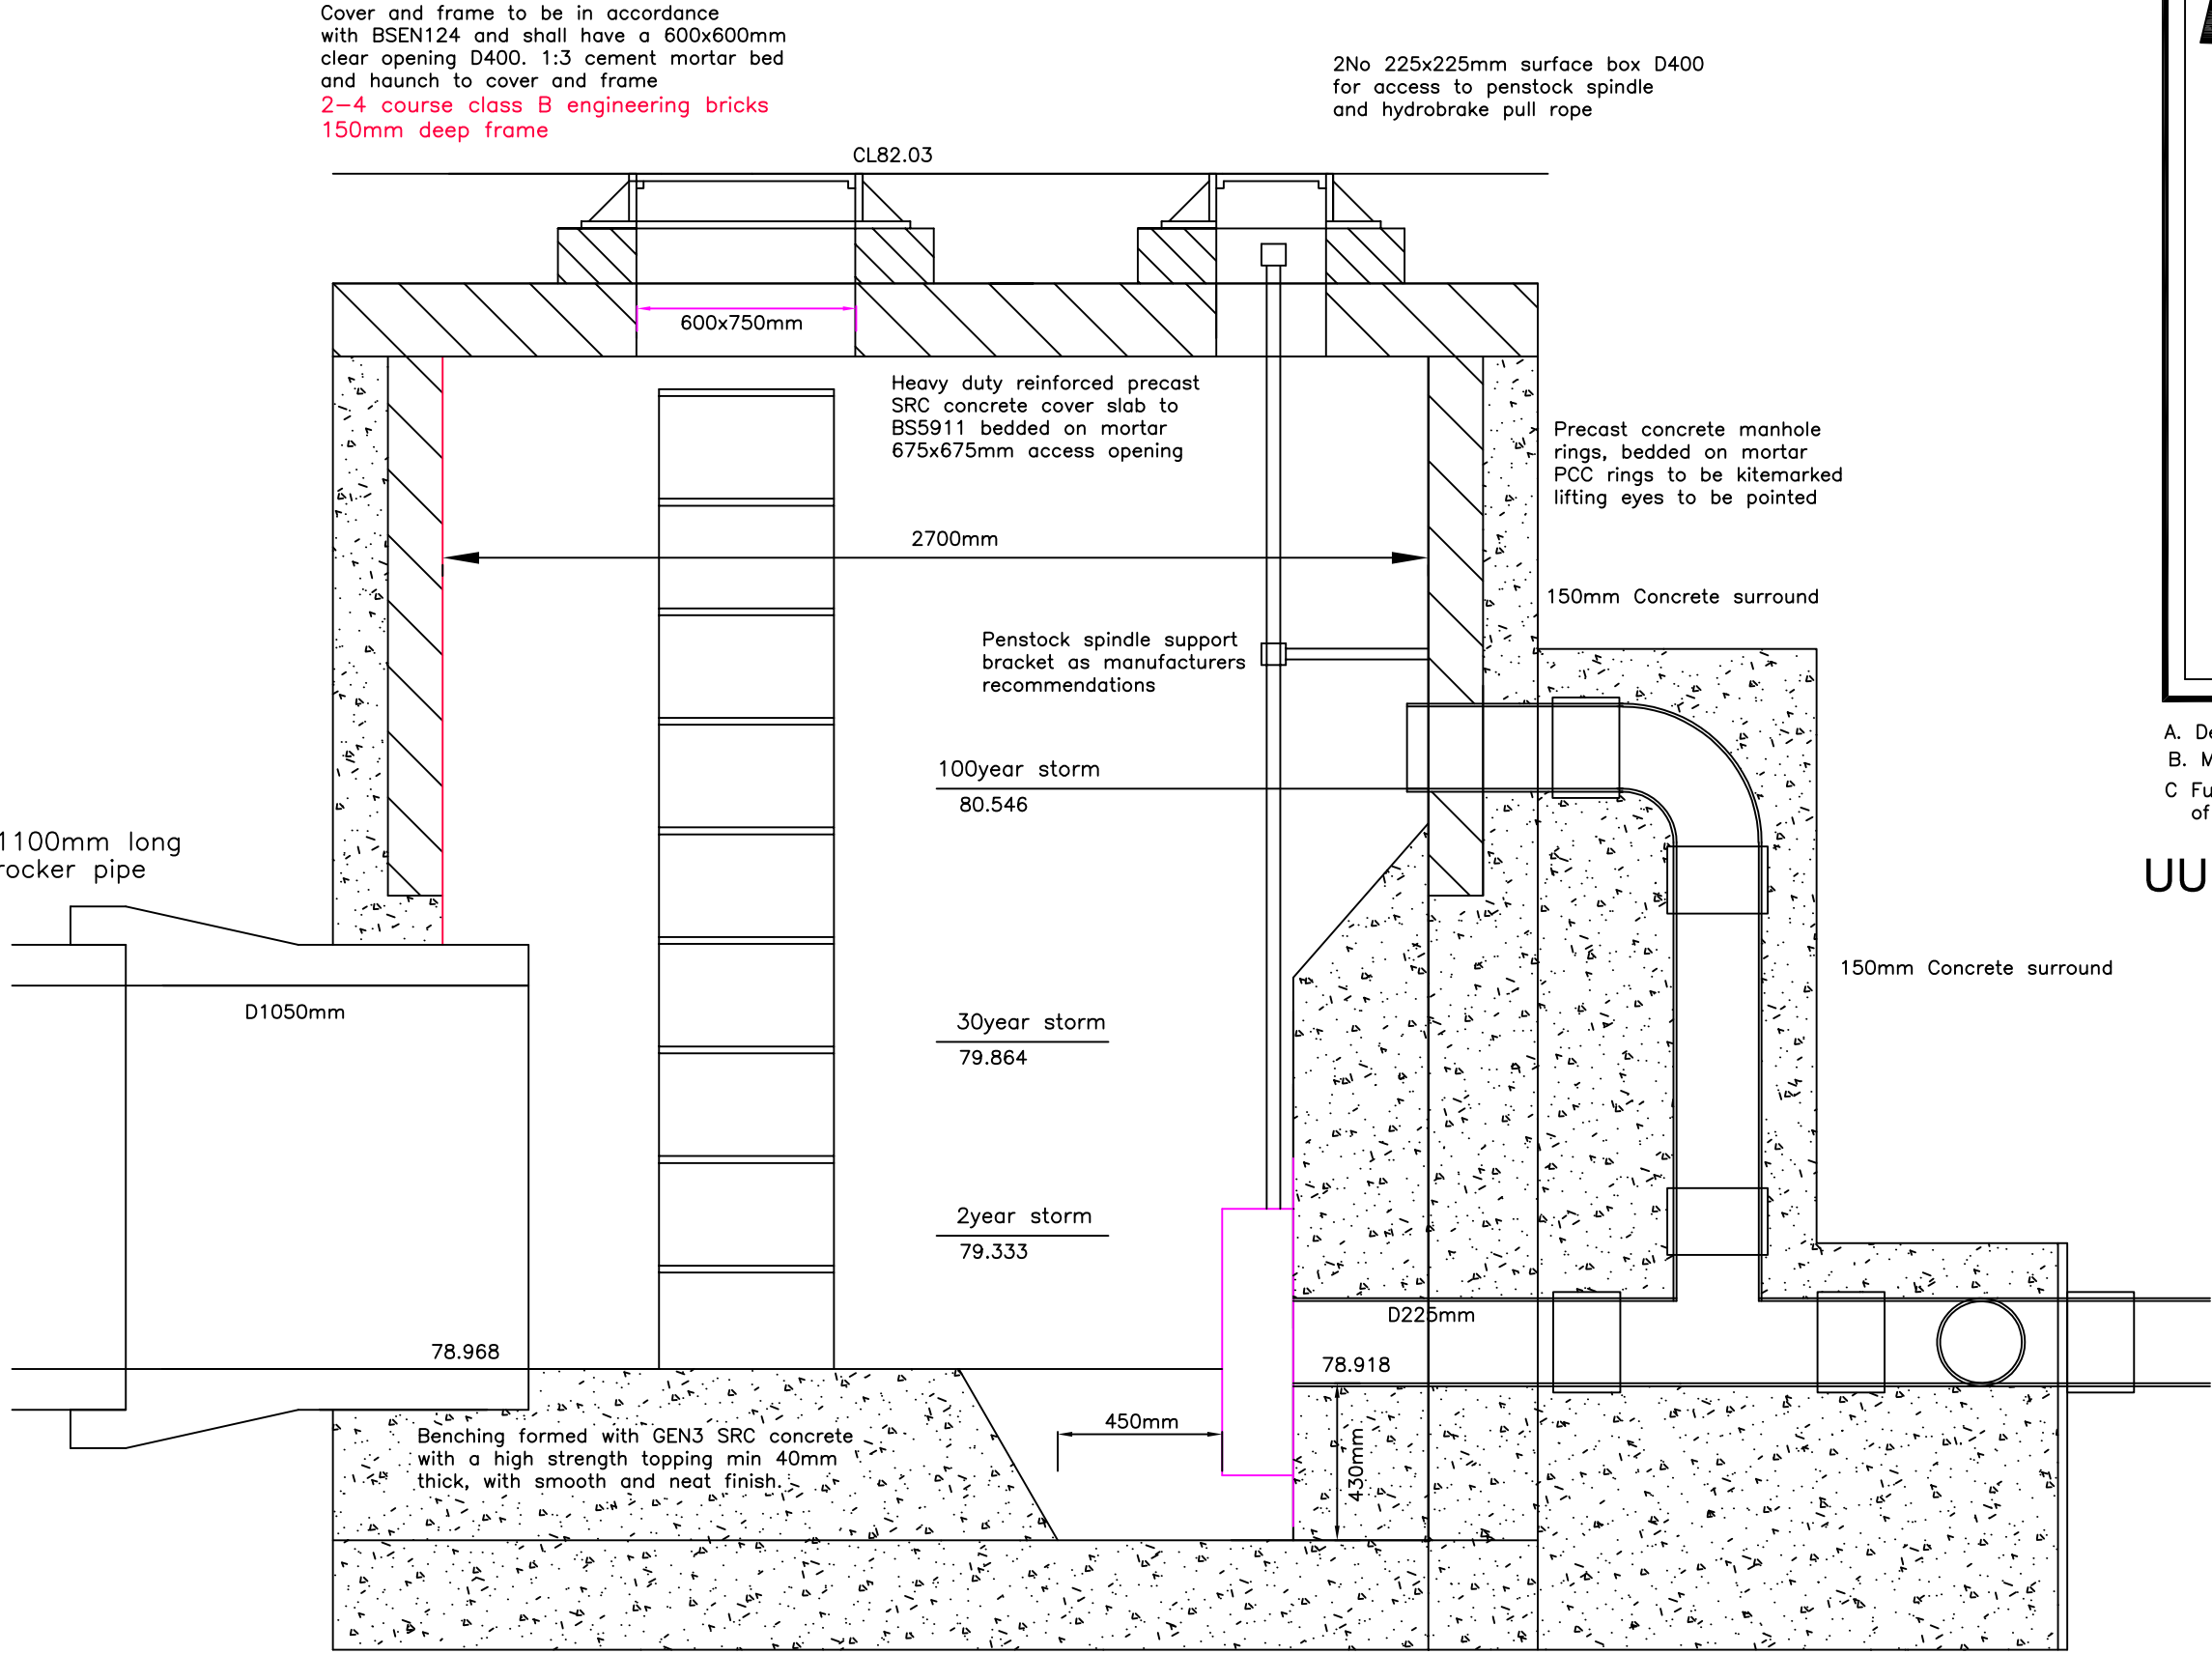 Cover and frame to be in accordance
with BSEN124 and shall have a 600x600mm
clear opening D400. 1:3 cement mortar bed
and haunch to cover and frame
2-4 course class B engineering bricks
150mm deep frame
2No 225x225mm surface box D400
for access to penstock spindle
and hydrobrake pull rope
CL82.03
600x750mm
Heavy duty reinforced precast
SRC concrete cover slab to
BS5911 bedded on mortar
675x675mm access opening
Precast concrete manhole
rings, bedded on mortar
PCC rings to be kitemarked
lifting eyes to be pointed
2700mm
150mm Concrete surround
Penstock spindle support
bracket as manufacturers
recommendations
100year storm
80.546
1100mm long
rocker pipe
A. De
B. M
C Fu
of
UU
150mm Concrete surround
D1050mm
30year storm
79.864
2year storm
79.333
D225mm
78.968
78.918
450mm
430mm
Benching formed with GEN3 SRC concrete
with a high strength topping min 40mm
thick, with smooth and neat finish.